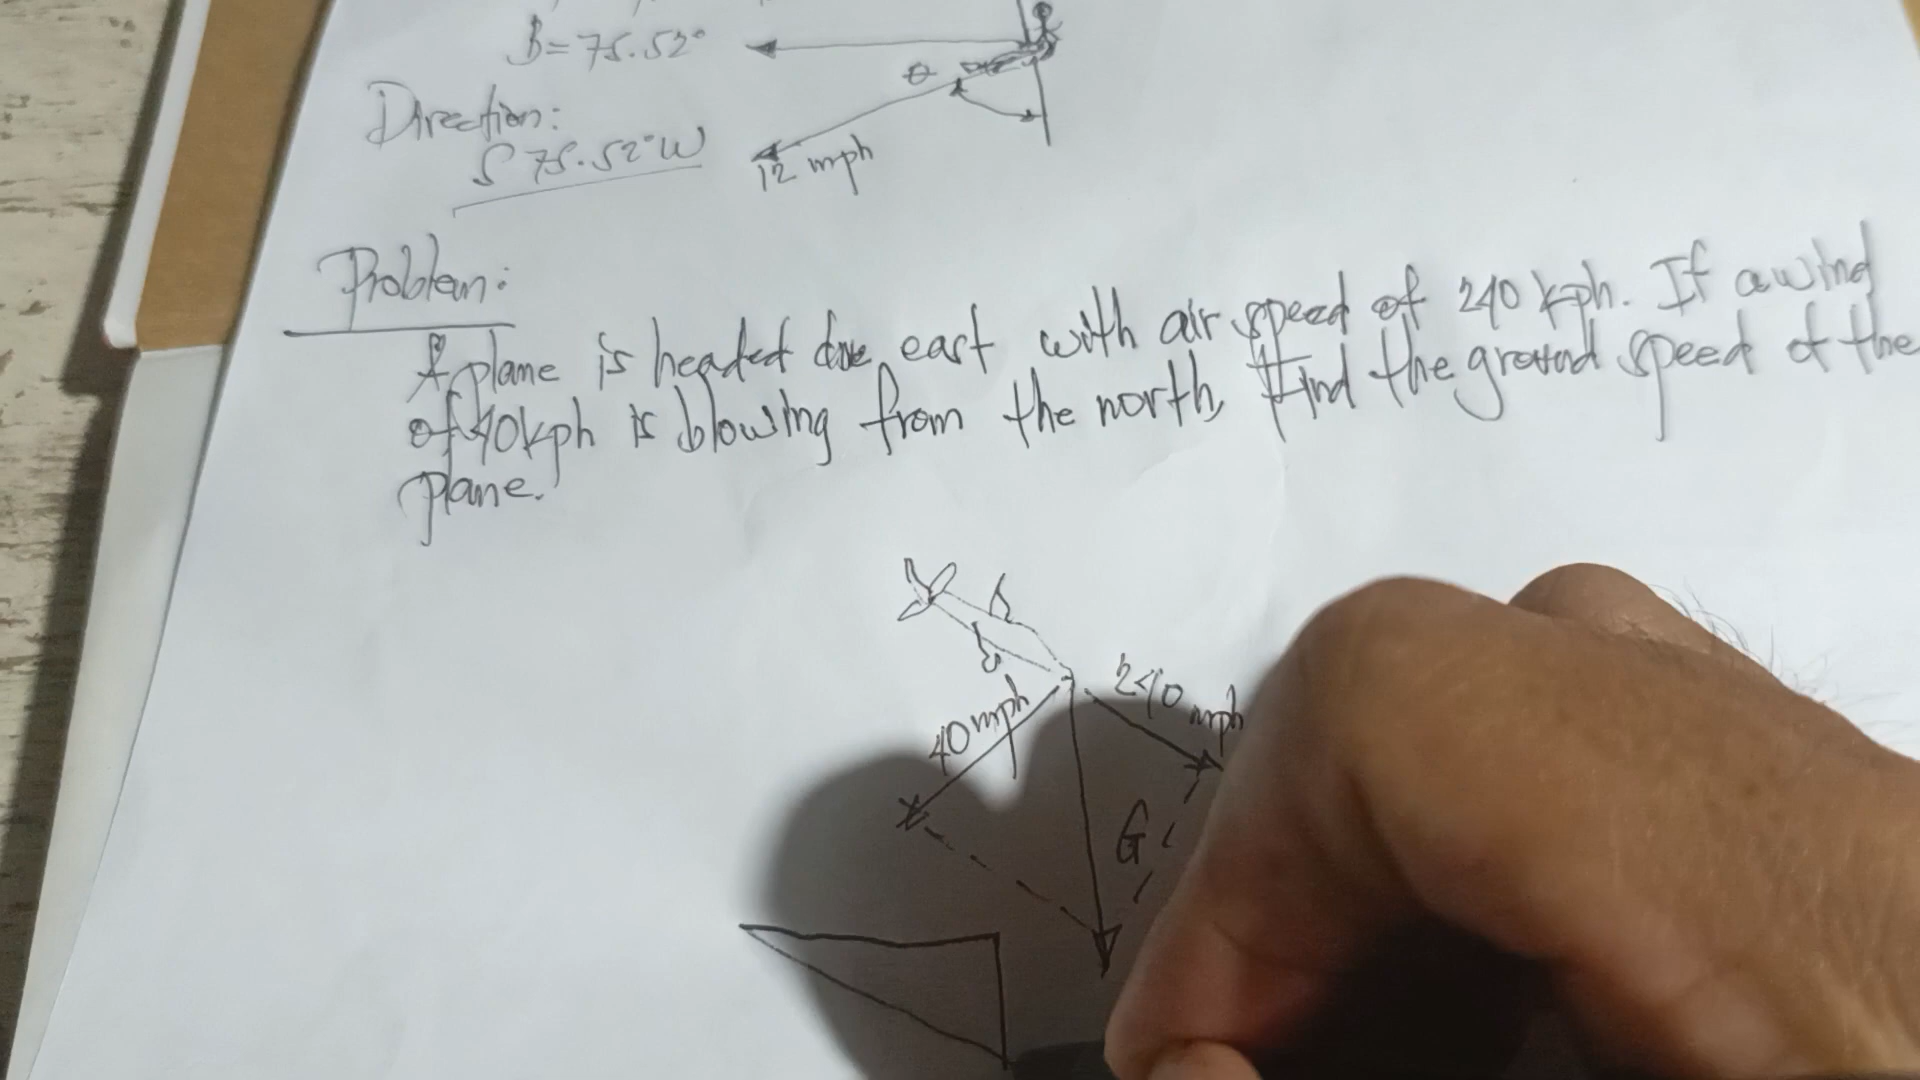 β=75.52°
θ
Direction:
S 75.52°W
12 mph
Problem:
A plane is headed due east with air speed of 240 kph. If a wind
of 40kph is blowing from the north, Find the ground speed of the
plane.
240 mph
40 mph
G